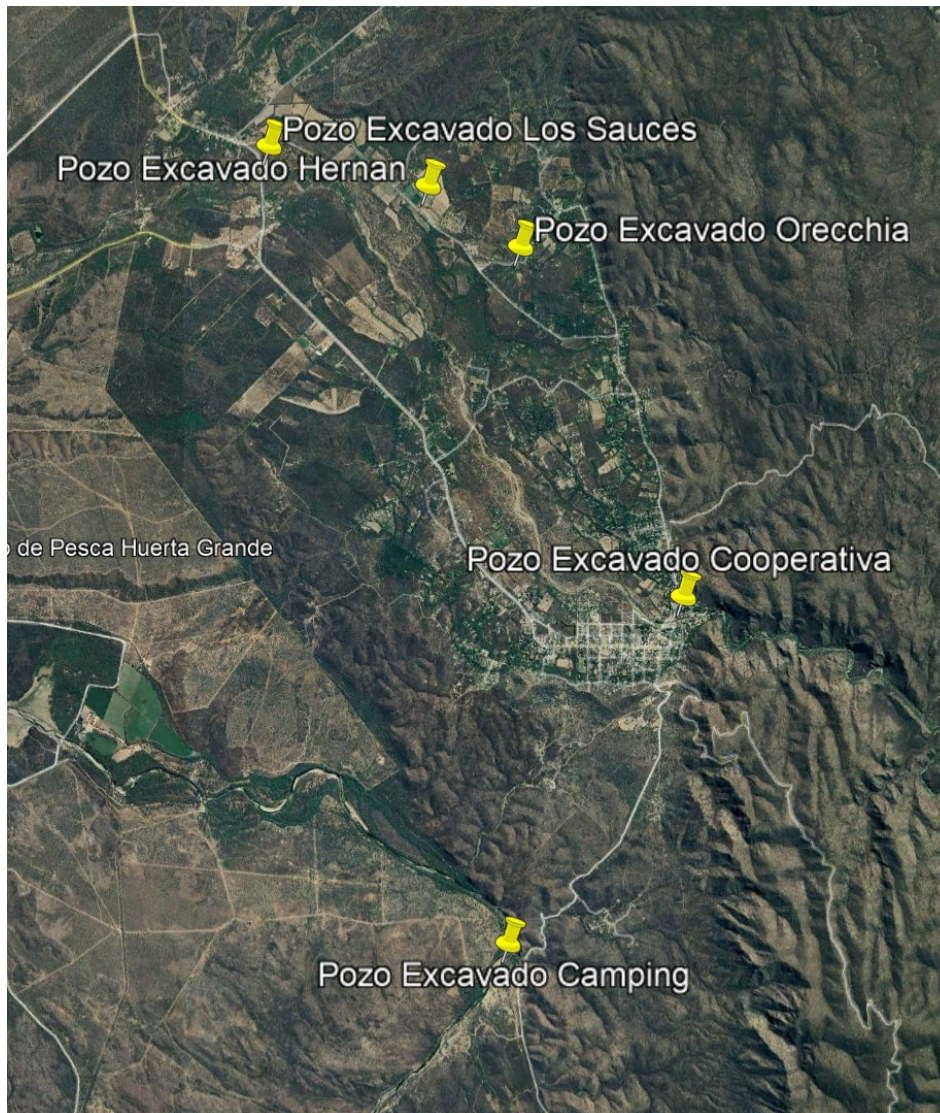 Pozo Excavado Los Sauces
Pozo Excavado Hernan
Pozo Excavado Orecchia
o de Pesca Huerta Grande
Pozo Excavado Cooperativa
Pozo Excavado Camping